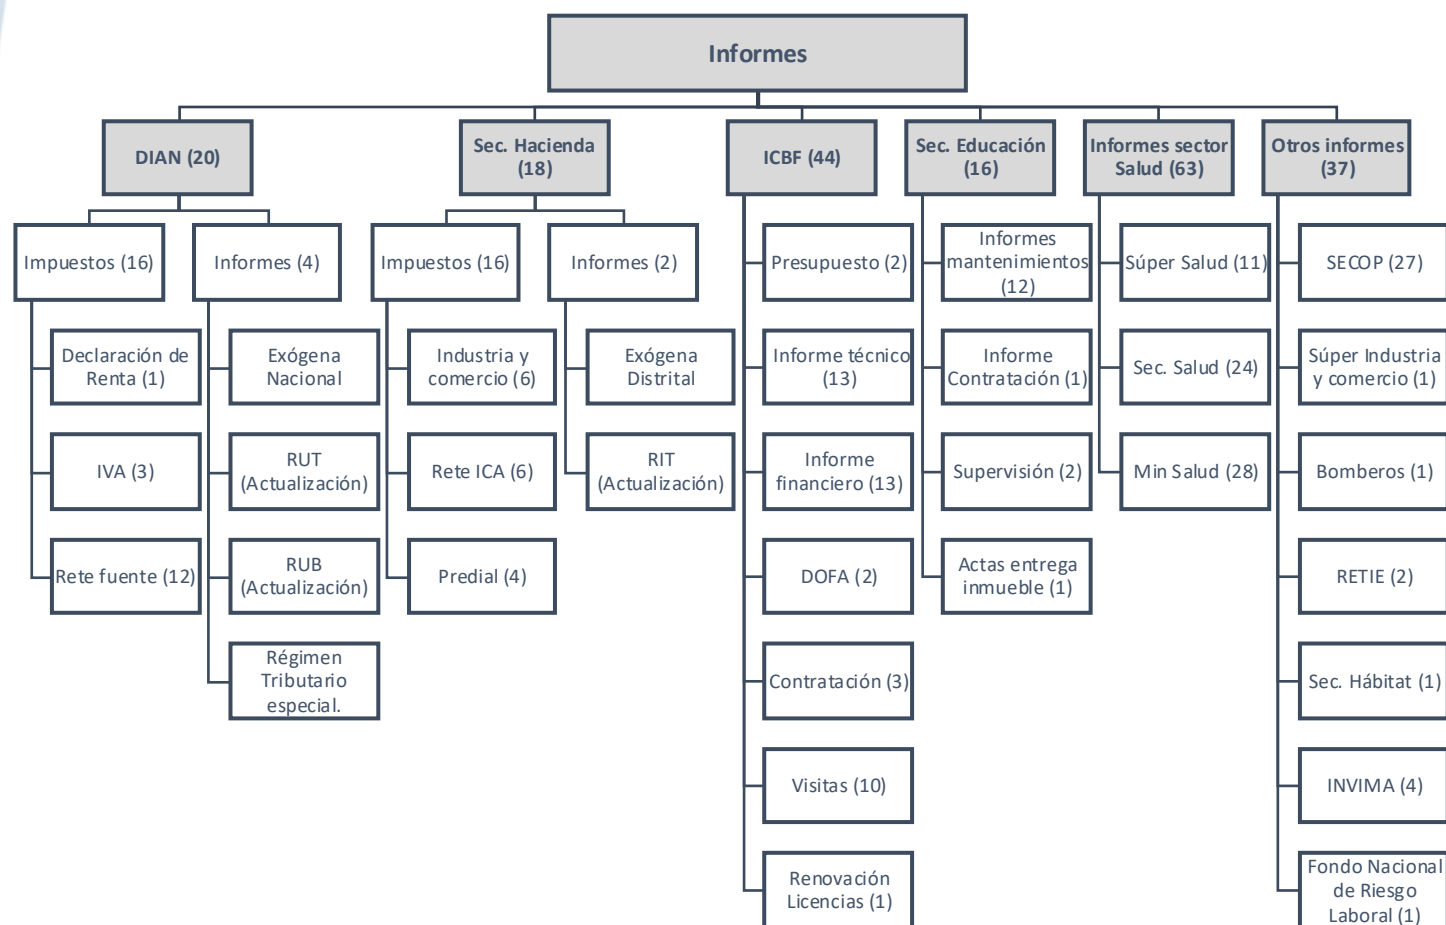 Informes
DIAN (20)
Impuestos (16)
Declaración de
Renta (1)
IVA (3)
Rete fuente (12)
Informes (4)
Exógena
Nacional
RUT
(Actualización)
RUB
(Actualización)
Régimen
Tributario
especial.
Sec. Hacienda
(18)
Impuestos (16)
Industria y
comercio (6)
Rete ICA (6)
Predial (4)
Informes (2)
Exógena
Distrital
RIT
(Actualización)
ICBF (44)
Presupuesto (2)
Informe técnico
(13)
Informe
financiero (13)
DOFA (2)
Contratación (3)
Visitas (10)
Renovación
Licencias (1)
Sec. Educación
(16)
Informes
mantenimientos
(12)
Informe
Contratación (1)
Supervisión (2)
Actas entrega
inmueble (1)
Informes sector
Salud (63)
Súper Salud (11)
Sec. Salud (24)
Min Salud (28)
Otros informes
(37)
SECOP (27)
Súper Industria
y comercio (1)
Bomberos (1)
RETIE (2)
Sec. Hábitat (1)
INVIMA (4)
Fondo Nacional
de Riesgo
Laboral (1)